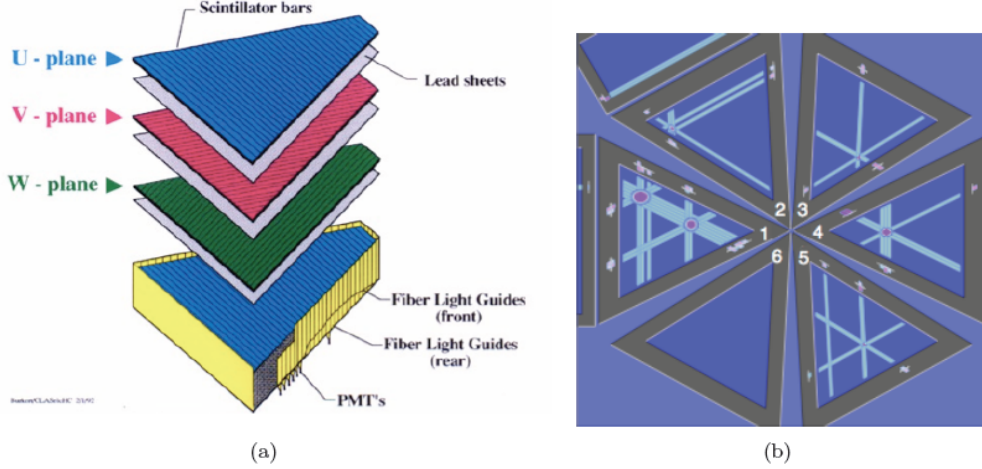 Scintillator bars
U - plane
Lead sheets
V - plane
W - plane
Fiber Light Guides
(front)
Fiber Light Guides
(rear)
PMT's
(a)
2
3
1
4
6
5
(b)